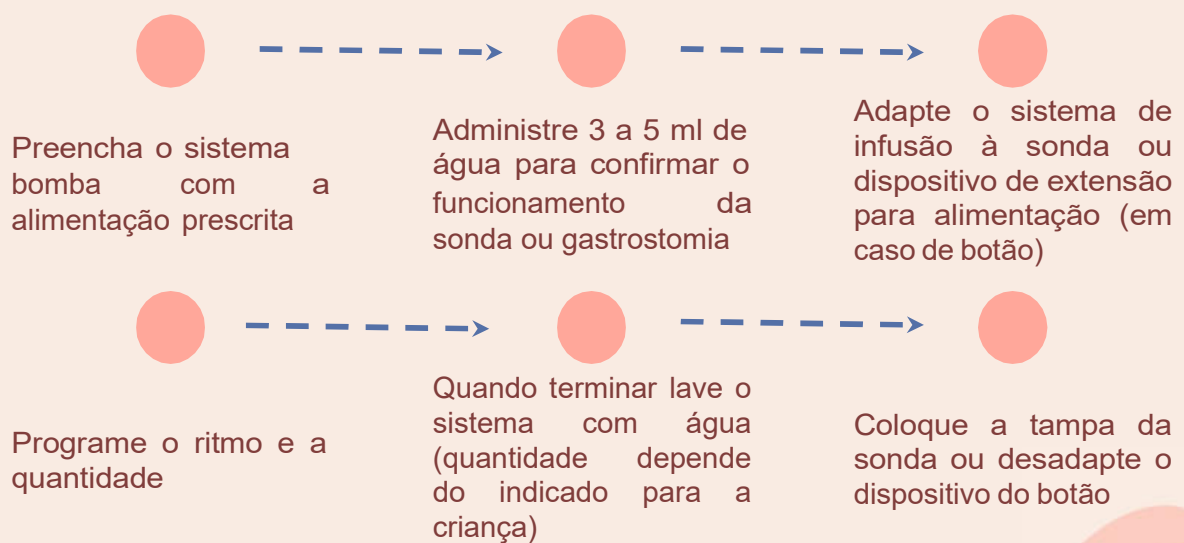 Preencha o sistema
bomba com a
alimentação prescrita
Administre 3 a 5 ml de
água para confirmar o
funcionamento da
sonda ou gastrostomia
Adapte o sistema de
infusão à sonda ou
dispositivo de extensão
para alimentação (em
caso de botão)
Programe o ritmo e a
quantidade
Quando terminar lave o
sistema com água
(quantidade depende
do indicado para a
criança)
Coloque a tampa da
sonda ou desadapte o
dispositivo do botão